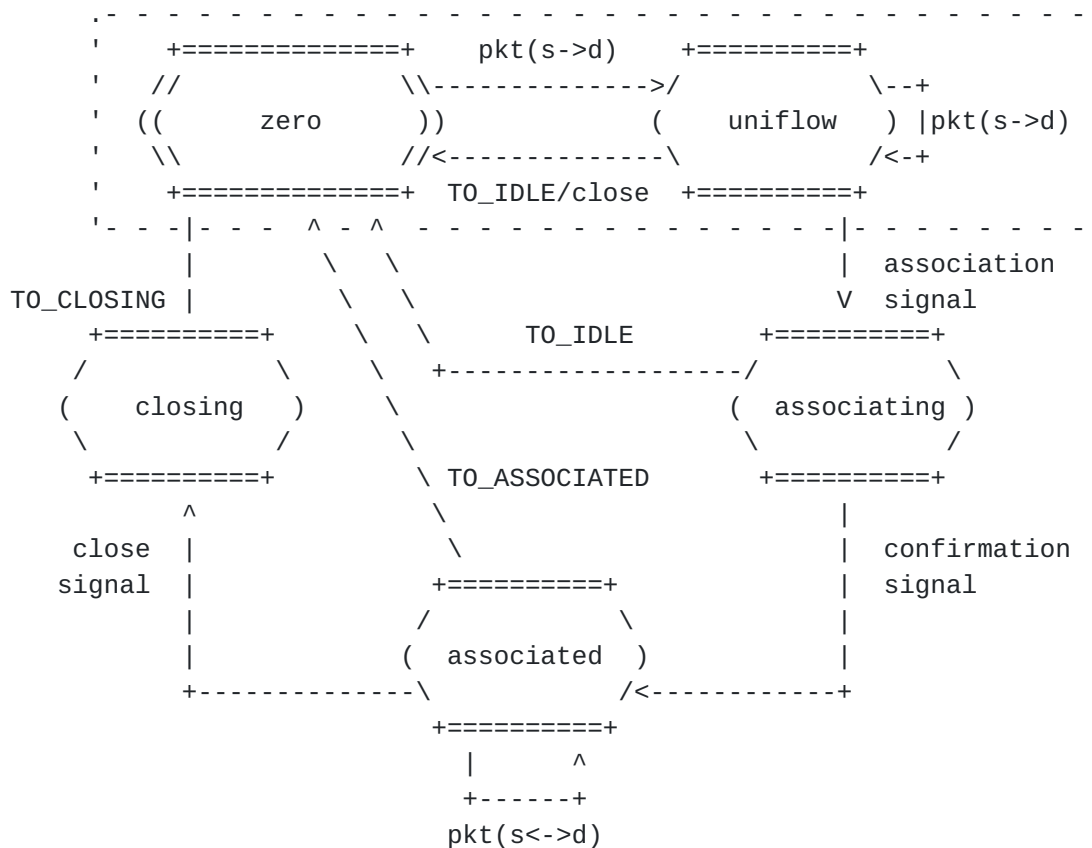 pkt(s->d)
zero uniflow |pkt(s->d)
TO_IDLE/close
association
TO_CLOSING signal
TO_IDLE
closing associating
TO_ASSOCIATED
close confirmation
signal signal
associated
pkt(s<->d)